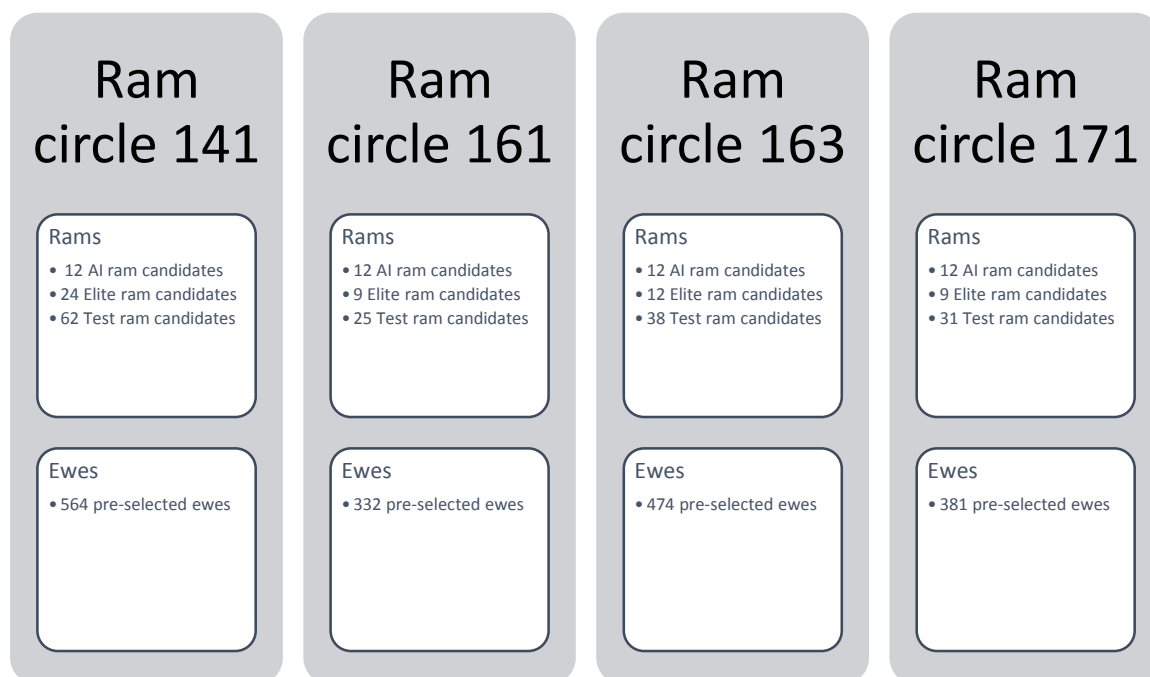 Ram
circle 141
Rams
• 12 AI ram candidates
• 24 Elite ram candidates
• 62 Test ram candidates
Ewes
• 564 pre-selected ewes
Ram
circle 161
Rams
• 12 AI ram candidates
• 9 Elite ram candidates
• 25 Test ram candidates
Ewes
• 332 pre-selected ewes
Ram
circle 163
Rams
• 12 AI ram candidates
• 12 Elite ram candidates
• 38 Test ram candidates
Ewes
• 474 pre-selected ewes
Ram
circle 171
Rams
• 12 AI ram candidates
• 9 Elite ram candidates
• 31 Test ram candidates
Ewes
• 381 pre-selected ewes